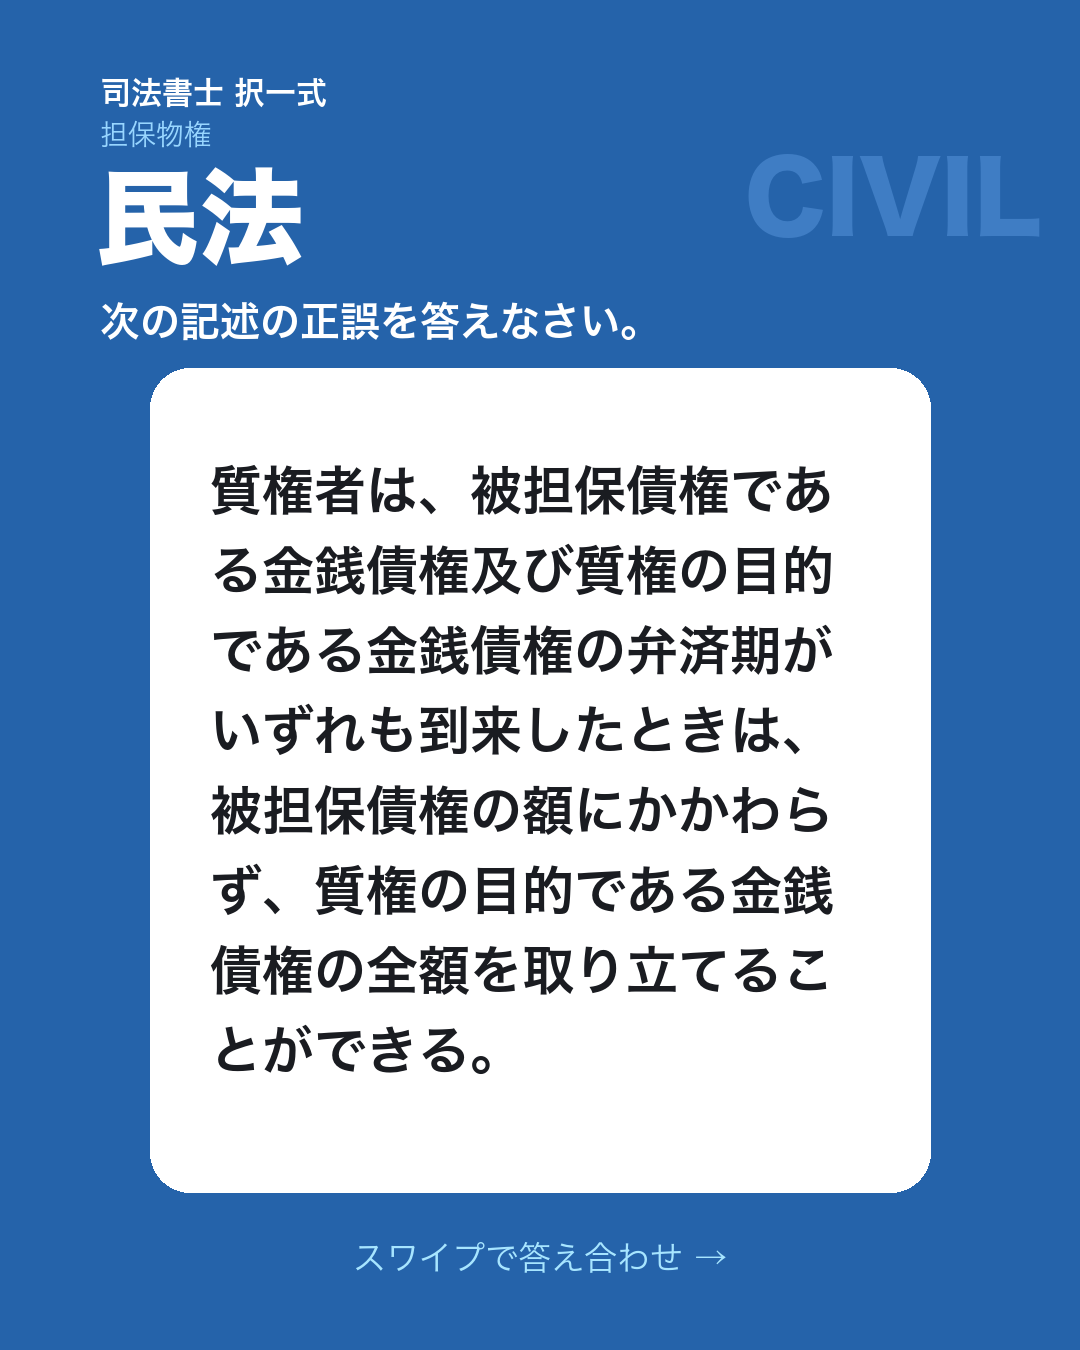 司法書士 択一式
担保物権
民法
CIVIL
次の記述の正誤を答えなさい。
質権者は、被担保債権であ
る金銭債権及び質権の目的
である金銭債権の弁済期が
いずれも到来したときは、
被担保債権の額にかかわら
ず、質権の目的である金銭
債権の全額を取り立てるこ
とができる。
スワイプで答え合わせ →